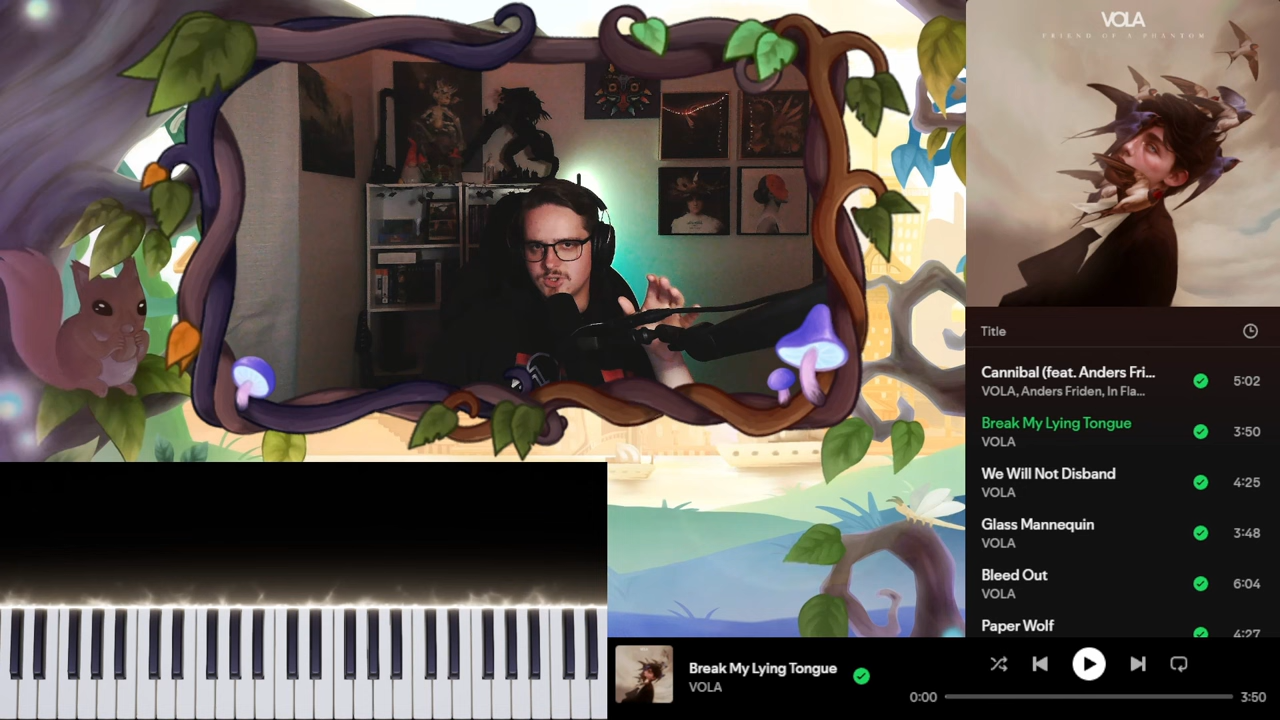 VOLA
FRIEND OF A PHANTOM
Title
Cannibal (feat. Anders Fri...
VOLA, Anders Friden, In Fla...
5:02
Break My Lying Tongue
VOLA
3:50
We Will Not Disband
VOLA
4:25
Glass Mannequin
VOLA
3:48
Bleed Out
VOLA
6:04
Paper Wolf
4:27
Break My Lying Tongue
VOLA
0:00
3:50